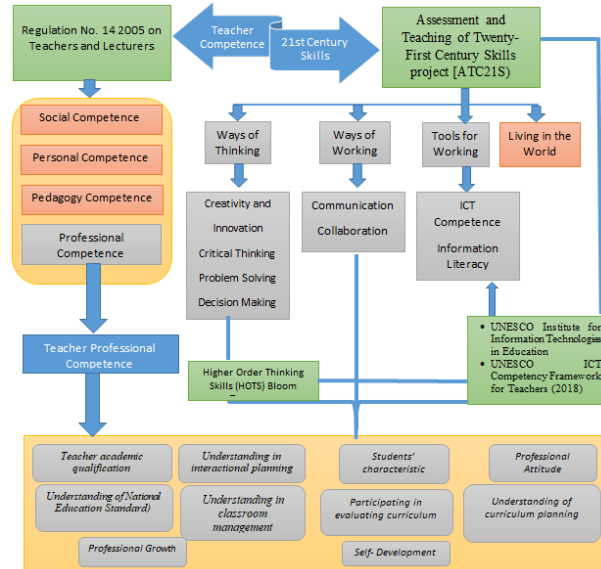 Regulation No. 14 2005 on
Teachers and Lecturers
Teacher
Competence
21st Century
Skills
Assessment and
Teaching of Twenty-
First Century Skills
project [ATC21S)
Social Competence
Personal Competence
Pedagogy Competence
Professional
Competence
Ways of
Thinking
Ways of
Working
Tools for
Working
Living in the
World
Creativity and
Innovation
Critical Thinking
Problem Solving
Decision Making
Communication
Collaboration
ICT
Competence
Information
Literacy
Teacher Professional
Competence
Higher Order Thinking
Skills (HOTS) Bloom
• UNESCO Institute for
Information Technologies
in Education
• UNESCO ICT
Competency Framework
for Teachers (2018)
Teacher academic
qualification
Understanding in
interactional planning
Students'
characteristic
Professional
Attitude
Understanding of National
Education Standard)
Understanding in
classroom
management
Participating in
evaluating curriculum
Understanding of
curriculum planning
Professional Growth
Self- Development